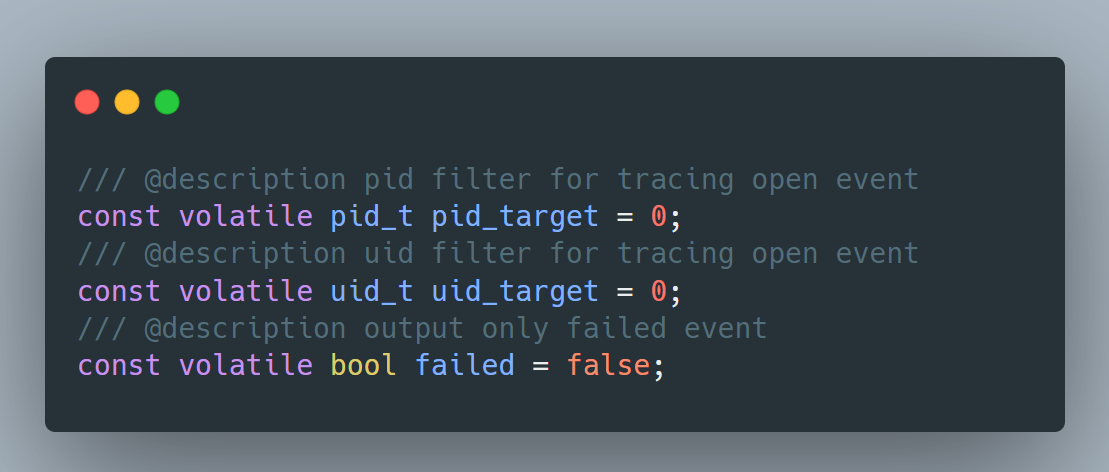 /// @description pid filter for tracing open event
const volatile pid_t pid_target = 0;
/// @description uid filter for tracing open event
const volatile uid_t uid_target = 0;
/// @description output only failed event
const volatile bool failed = false;